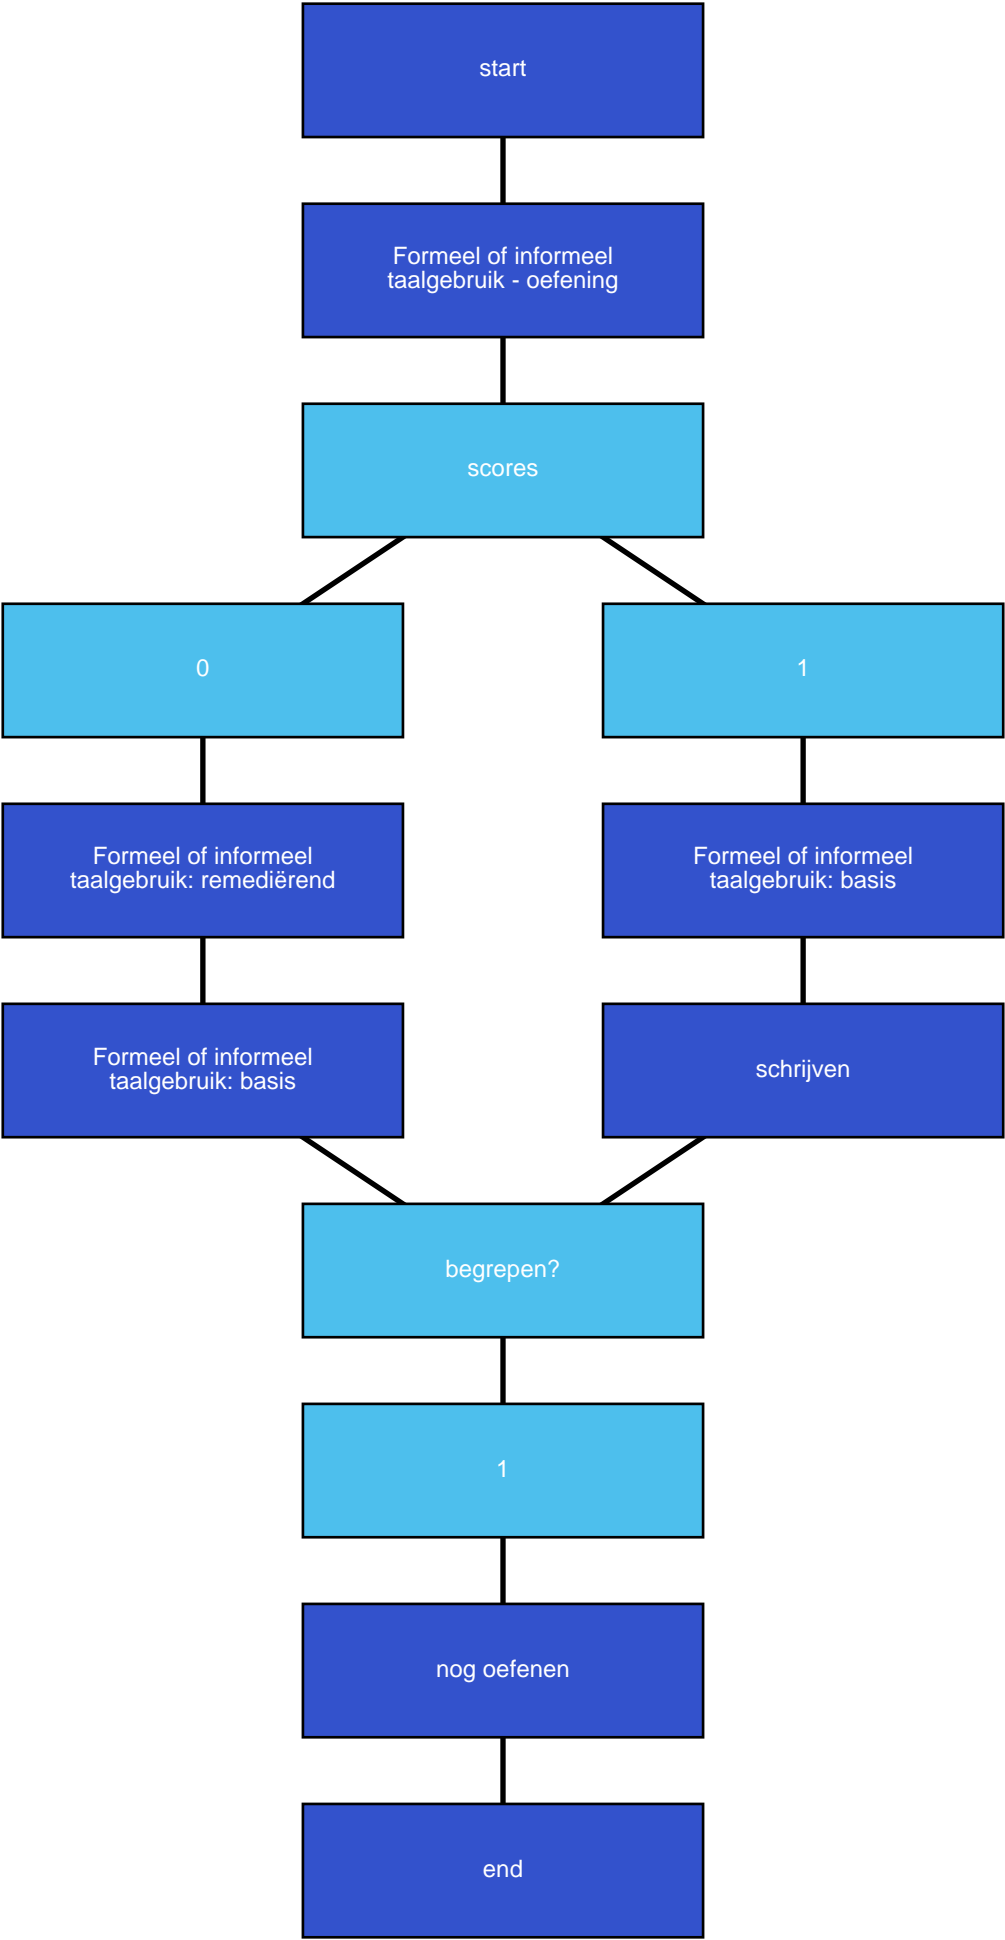 start
Formeel of informeel
taalgebruik - oefening
scores
0
1
Formeel of informeel
taalgebruik: remediërend
Formeel of informeel
taalgebruik: basis
Formeel of informeel
taalgebruik: basis
schrijven
begrepen?
1
nog oefenen
end